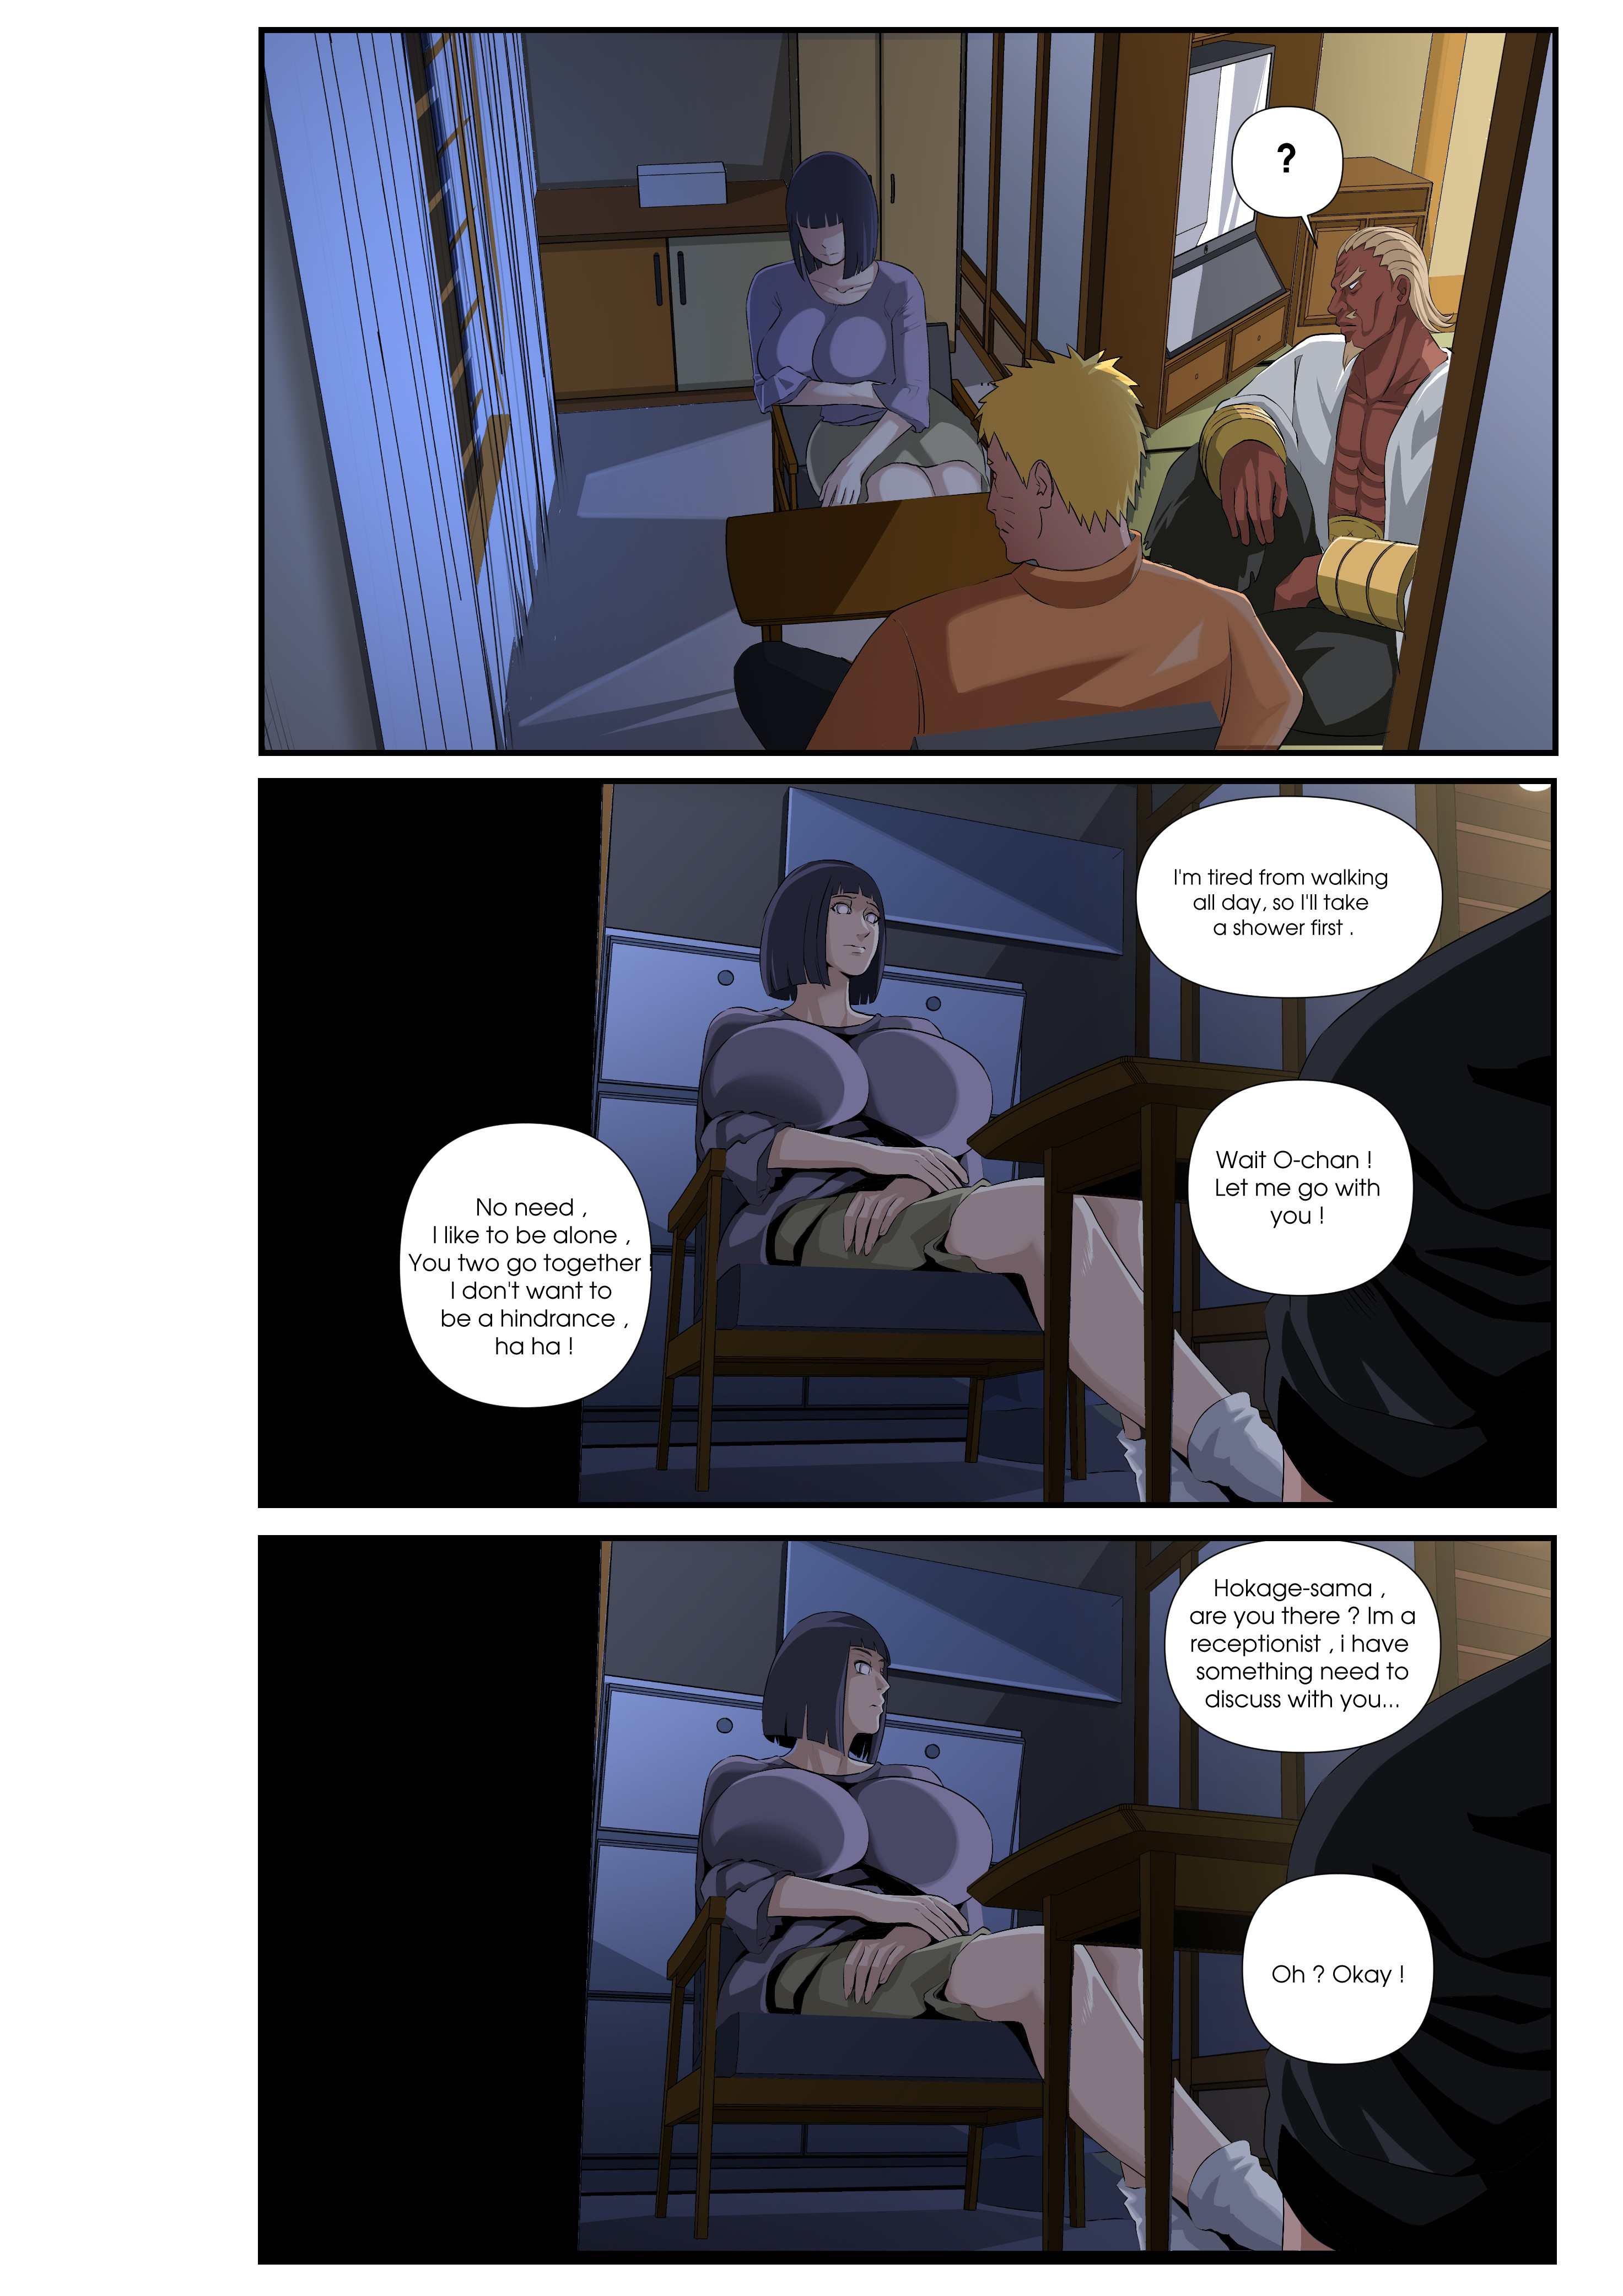 ?
I'm tired from walking
all day, so I'll take
a shower first .
Wait O-chan !
Let me go with
you !
No need ,
I like to be alone ,
You two go together !
I don't want to
be a hindrance ,
ha ha !
Hokage-sama ,
are you there ? Im a
receptionist , i have
something need to
discuss with you...
Oh ? Okay !